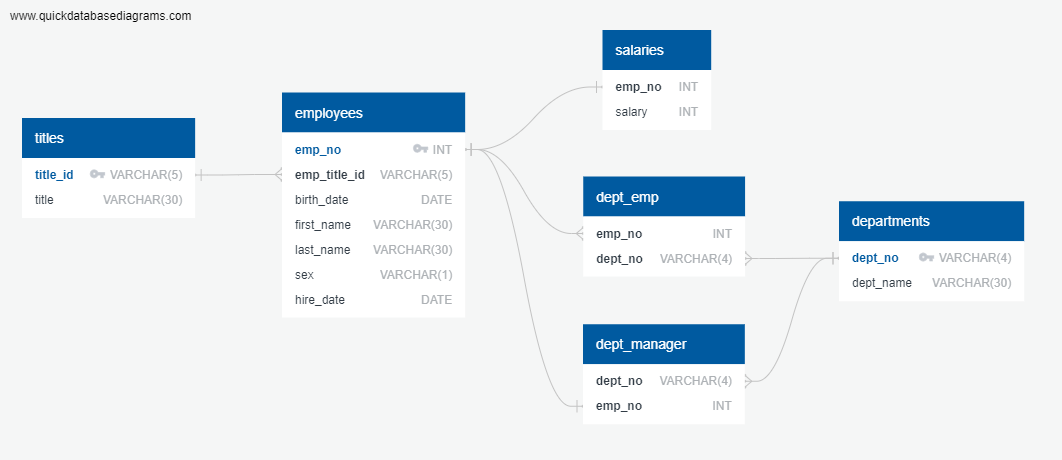 www.quickdatabasediagrams.com
titles
title_id VARCHAR(5)
title VARCHAR(30)
employees
emp_no INT
emp_title_id VARCHAR(5)
birth_date DATE
first_name VARCHAR(30)
last_name VARCHAR(30)
sex VARCHAR(1)
hire_date DATE
salaries
emp_no INT
salary INT
dept_emp
emp_no INT
dept_no VARCHAR(4)
dept_manager
dept_no VARCHAR(4)
emp_no INT
departments
dept_no VARCHAR(4)
dept_name VARCHAR(30)